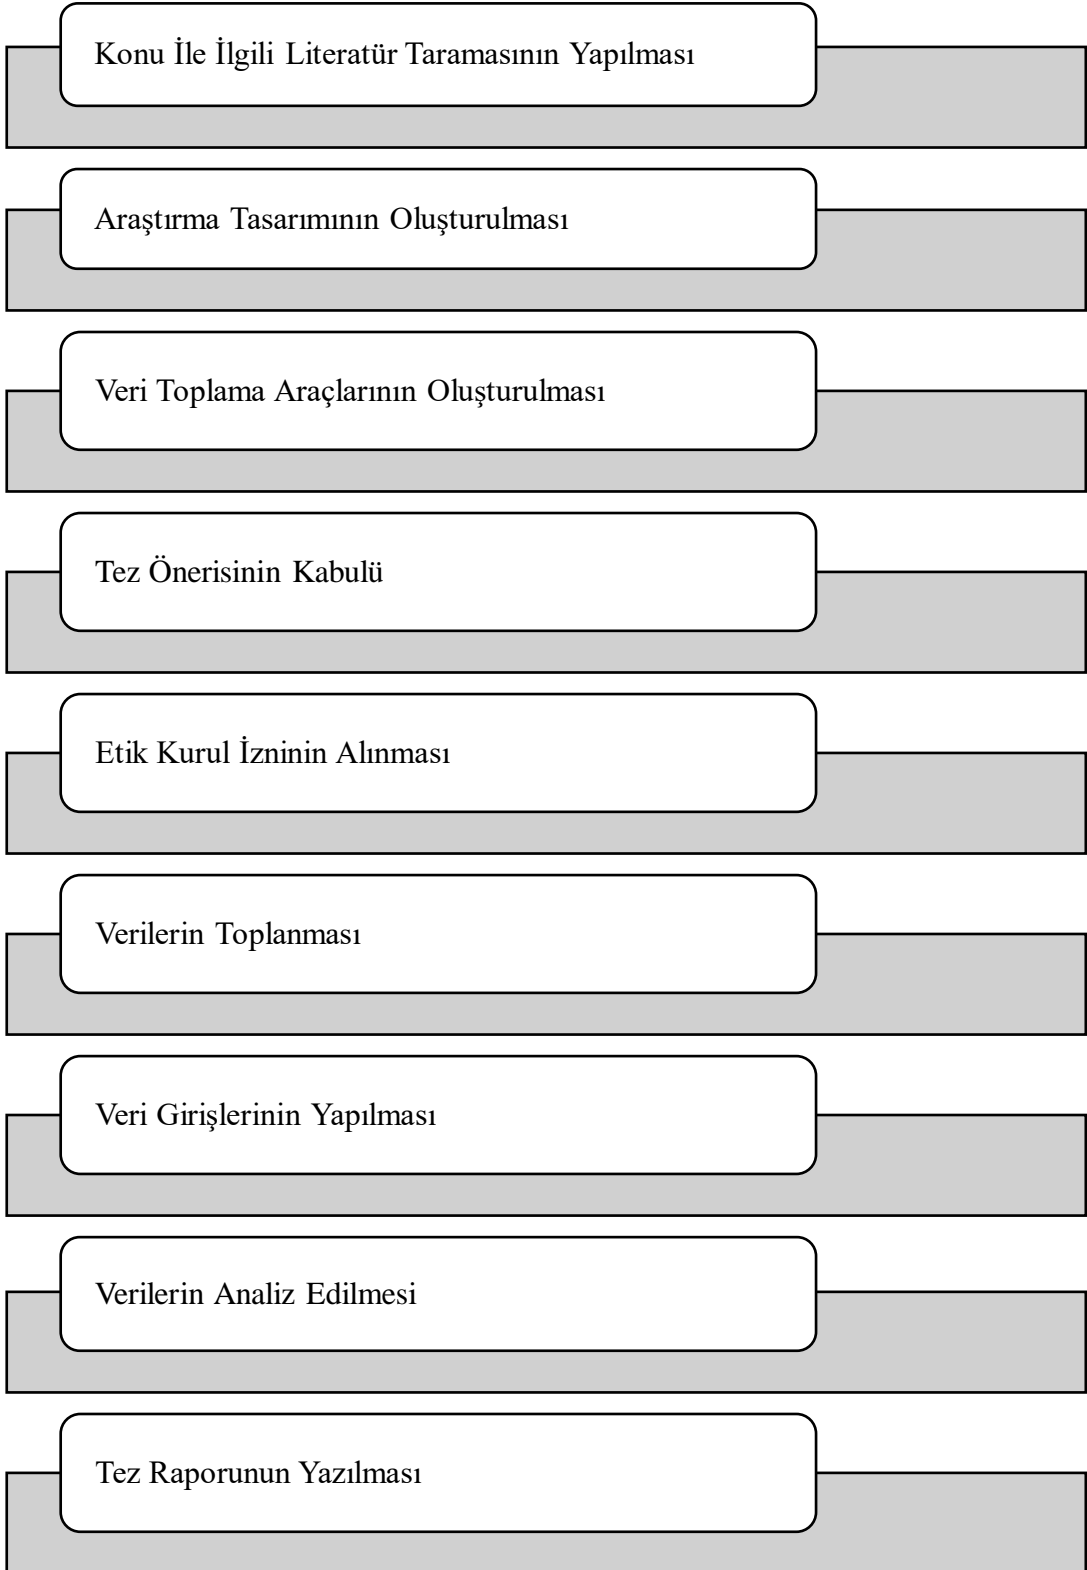 Konu İle İlgili Literatür Taramasının Yapılması
Araştırma Tasarımının Oluşturulması
Veri Toplama Araçlarının Oluşturulması
Tez Önerisinin Kabulü
Etik Kurul İzninin Alınması
Verilerin Toplanması
Veri Girişlerinin Yapılması
Verilerin Analiz Edilmesi
Tez Raporunun Yazılması